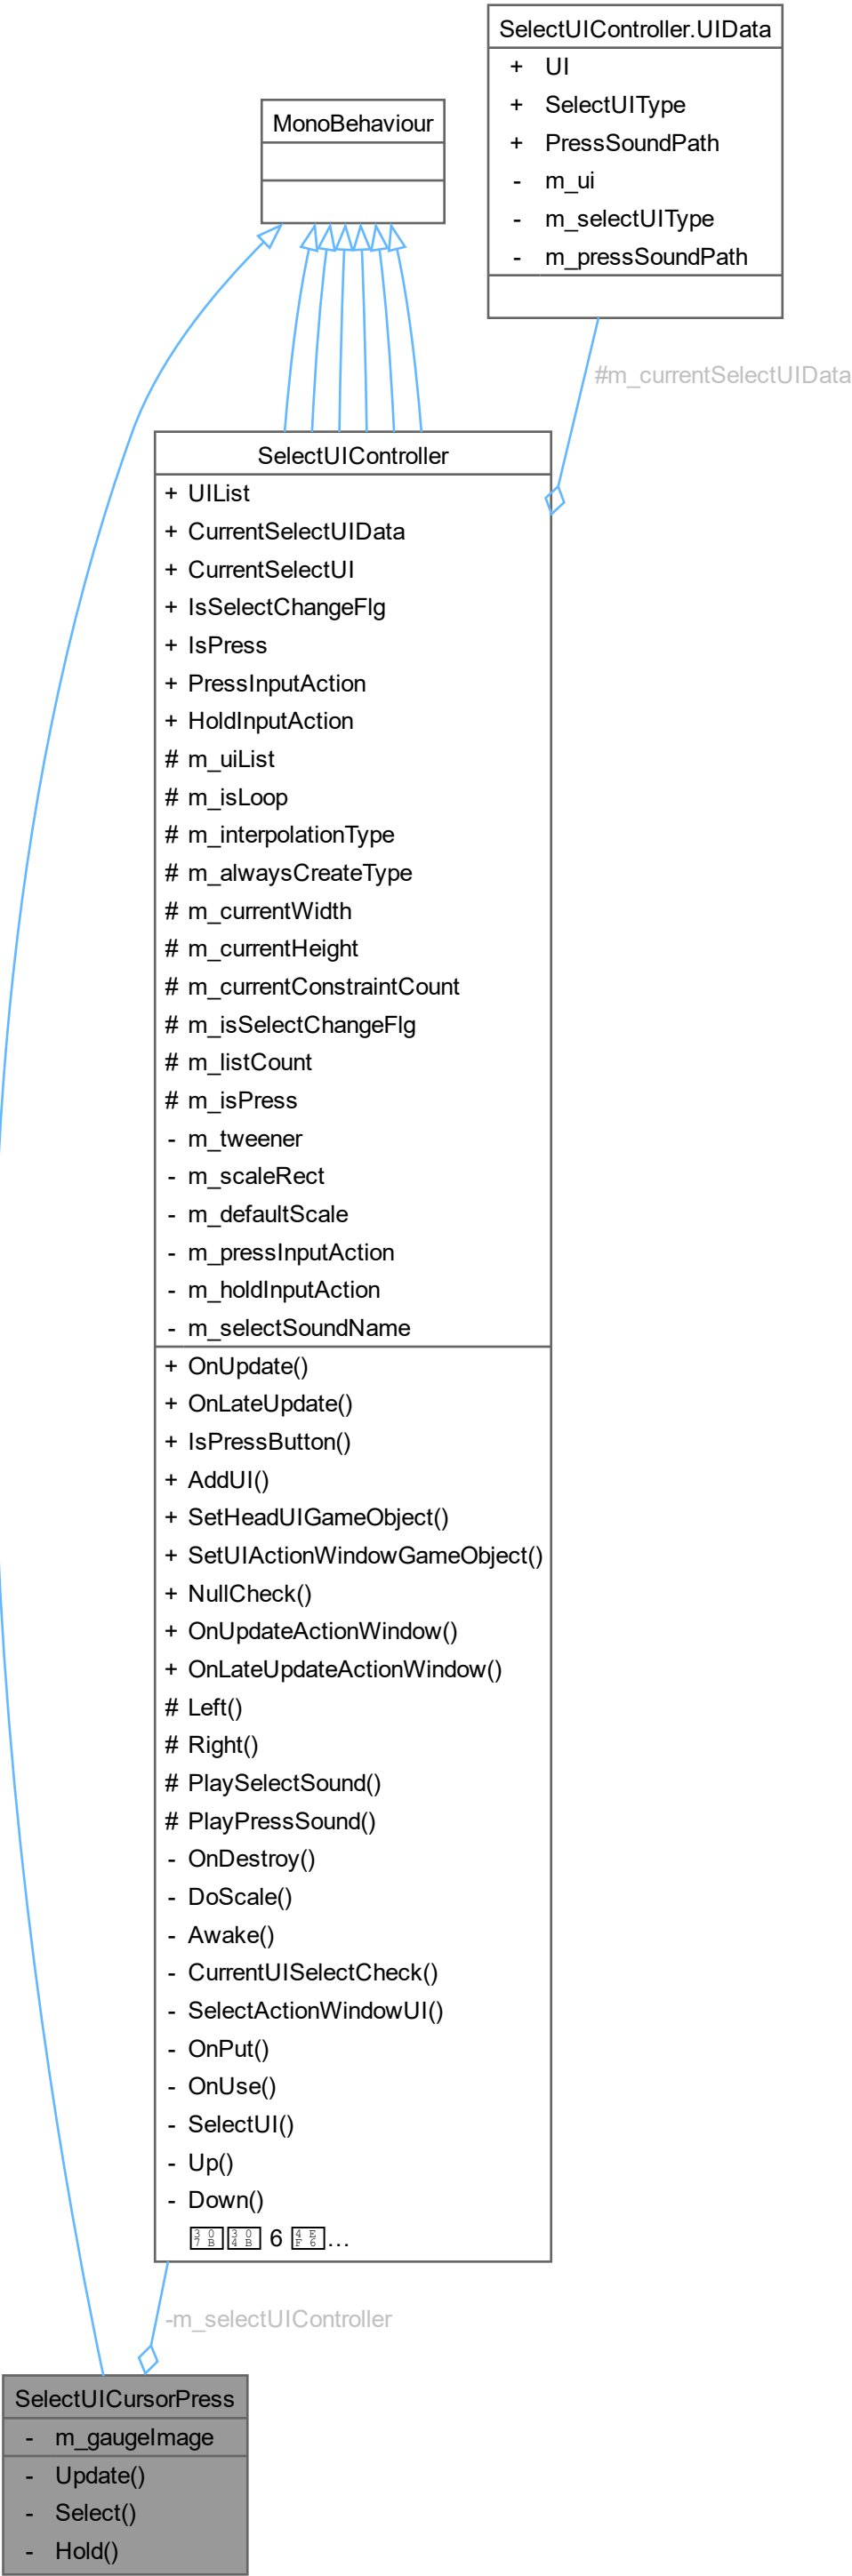 SelectUIController.UIData
+ UI
+ SelectUIType
+ PressSoundPath
- m_ui
- m_selectUIType
- m_pressSoundPath
MonoBehaviour
#m_currentSelectUIData
SelectUIController
+ UIList
+ CurrentSelectUIData
+ CurrentSelectUI
+ IsSelectChangeFlg
+ IsPress
+ PressInputAction
+ HoldInputAction
# m_uiList
# m_isLoop
# m_interpolationType
# m_alwaysCreateType
# m_currentWidth
# m_currentHeight
# m_currentConstraintCount
# m_isSelectChangeFlg
# m_listCount
# m_isPress
- m_tweener
- m_scaleRect
- m_defaultScale
- m_pressInputAction
- m_holdInputAction
- m_selectSoundName
+ OnUpdate()
+ OnLateUpdate()
+ IsPressButton()
+ AddUI()
+ SetHeadUIGameObject()
+ SetUIActionWindowGameObject()
+ NullCheck()
+ OnUpdateActionWindow()
+ OnLateUpdateActionWindow()
# Left()
# Right()
# PlaySelectSound()
# PlayPressSound()
- OnDestroy()
- DoScale()
- Awake()
- CurrentUISelectCheck()
- SelectActionWindowUI()
- OnPut()
- OnUse()
- SelectUI()
- Up()
- Down()
6 ...
-m_selectUIController
SelectUICursorPress
- m_gaugeImage
- Update()
- Select()
- Hold()